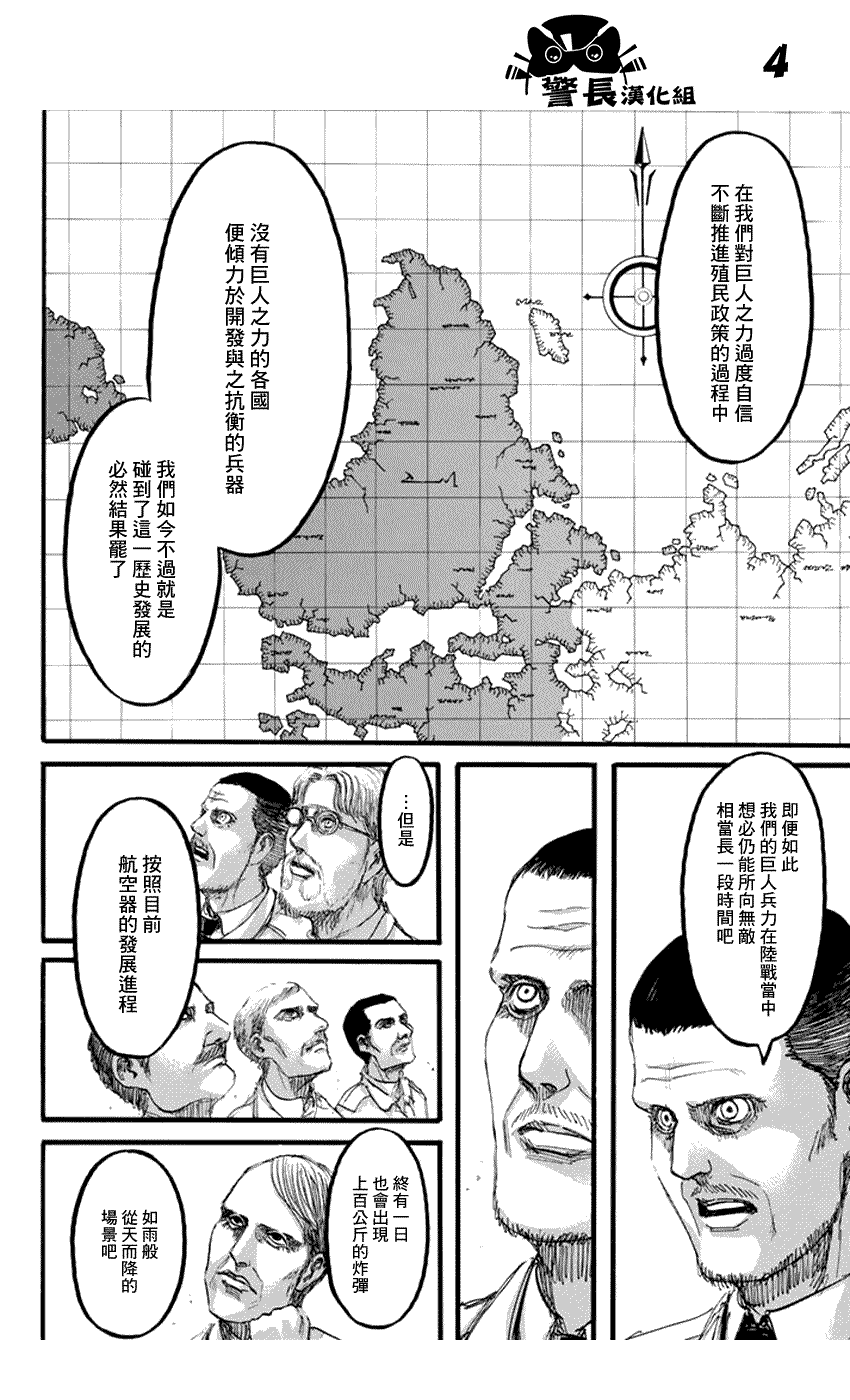 警長漢化組
4
在我們對巨人之力過度自信
不斷推進殖民政策的過程中
沒有巨人之力的各國
便傾力於開發與之抗衡的兵器
我們如今不過就是
碰到了這一歷史發展的
必然結果罷了
即便如此
我們的巨人兵力在陸戰當中
想必仍能所向無敵
相當長一段時間吧
…但是
按照目前
航空器的發展進程
終有一日
也會出現
上百公斤的炸彈
如雨般
從天而降的
場景吧